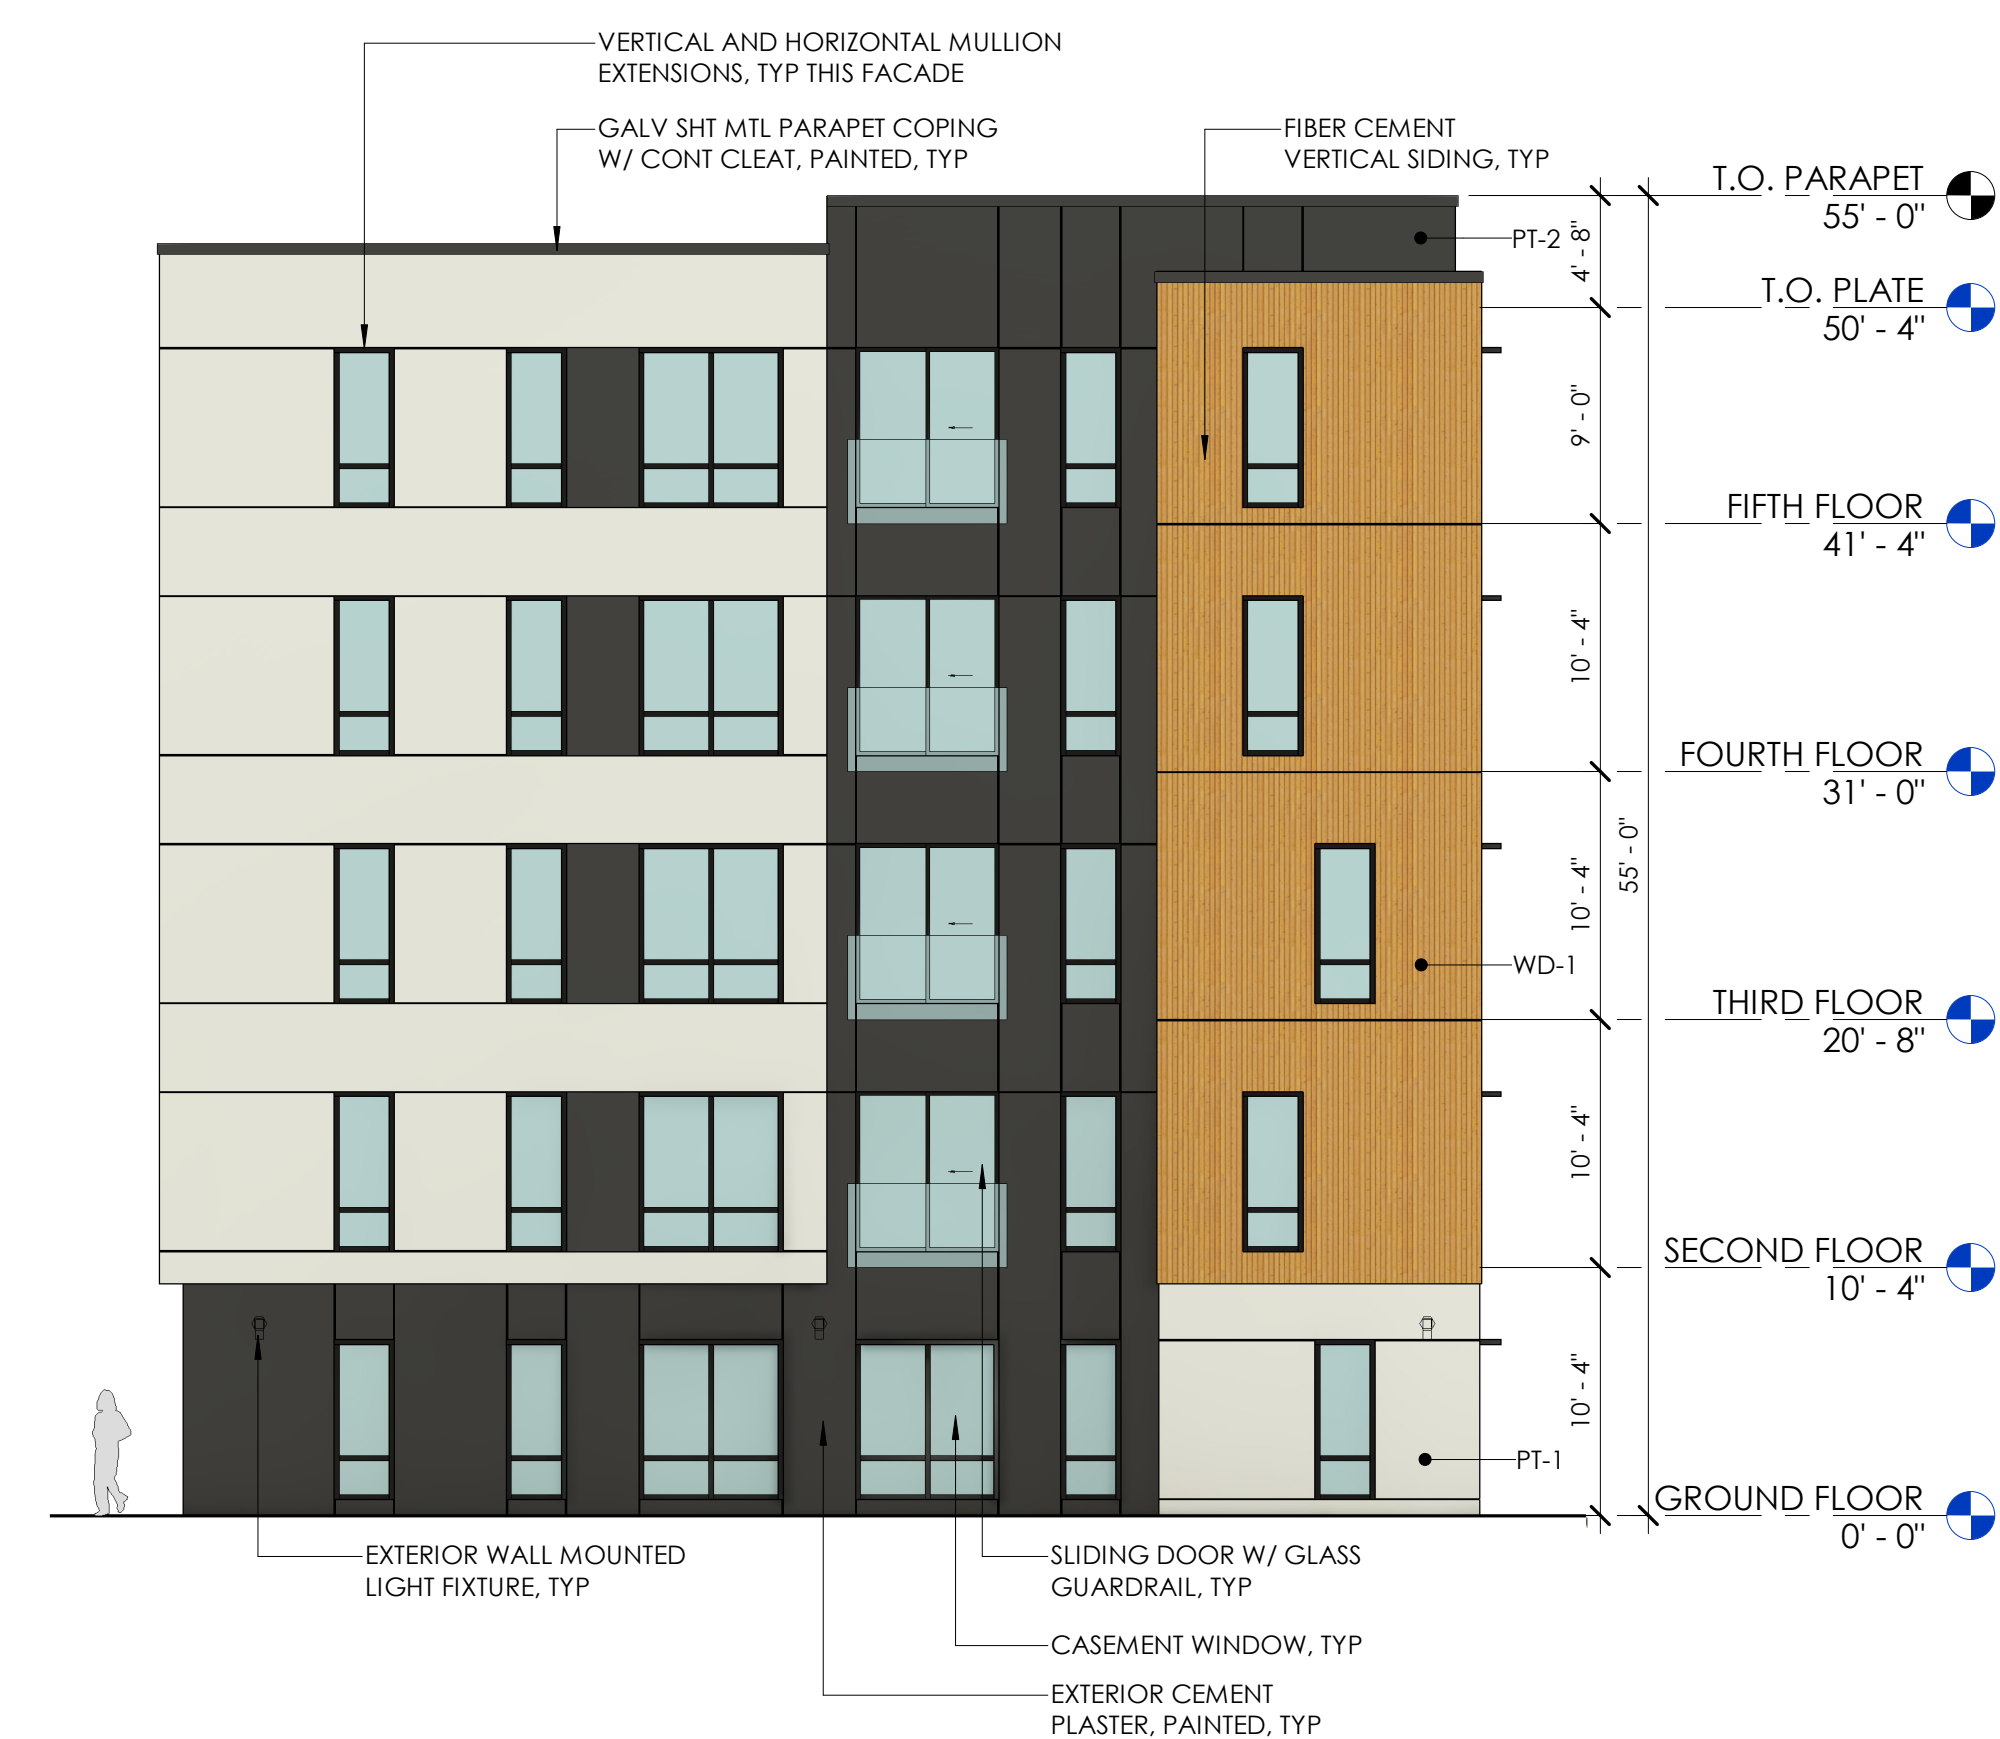 VERTICAL AND HORIZONTAL MULLION
EXTENSIONS, TYP THIS FACADE
GALV SHT MTL PARAPET COPING
W/ CONT CLEAT, PAINTED, TYP
FIBER CEMENT
VERTICAL SIDING, TYP
T.O. PARAPET
55' - 0"
PT-2
4' - 8"
T.O. PLATE
50' - 4"
9' - 0"
FIFTH FLOOR
41' - 4"
10' - 4"
FOURTH FLOOR
31' - 0"
55' - 0"
10' - 4"
WD-1
THIRD FLOOR
20' - 8"
10' - 4"
SECOND FLOOR
10' - 4"
10' - 4"
PT-1
GROUND FLOOR
0' - 0"
EXTERIOR WALL MOUNTED
LIGHT FIXTURE, TYP
SLIDING DOOR W/ GLASS
GUARDRAIL, TYP
CASEMENT WINDOW, TYP
EXTERIOR CEMENT
PLASTER, PAINTED, TYP